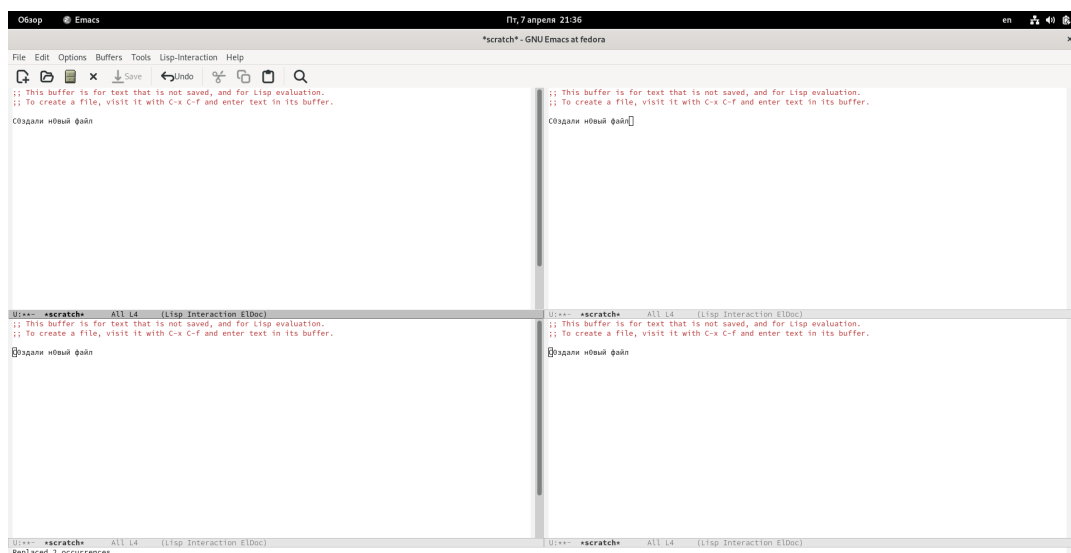 Обзор Emacs Пт, 7 апреля 21:36 en
*scratch* - GNU Emacs at fedora ×
File Edit Options Buffers Tools Lisp-Interaction Help
Save Undo
;; This buffer is for text that is not saved, and for Lisp evaluation.
;; To create a file, visit it with C-x C-f and enter text in its buffer.
С0здали н0вый файл
U:**- *scratch* All L4 (Lisp Interaction ElDoc)
;; This buffer is for text that is not saved, and for Lisp evaluation.
;; To create a file, visit it with C-x C-f and enter text in its buffer.
С0здали н0вый файл
U:**- *scratch* All L4 (Lisp Interaction ElDoc)
;; This buffer is for text that is not saved, and for Lisp evaluation.
;; To create a file, visit it with C-x C-f and enter text in its buffer.
С0здали н0вый файл
U:**- *scratch* All L4 (Lisp Interaction ElDoc)
;; This buffer is for text that is not saved, and for Lisp evaluation.
;; To create a file, visit it with C-x C-f and enter text in its buffer.
С0здали н0вый файл
U:**- *scratch* All L4 (Lisp Interaction ElDoc)
Replaced 2 occurrences